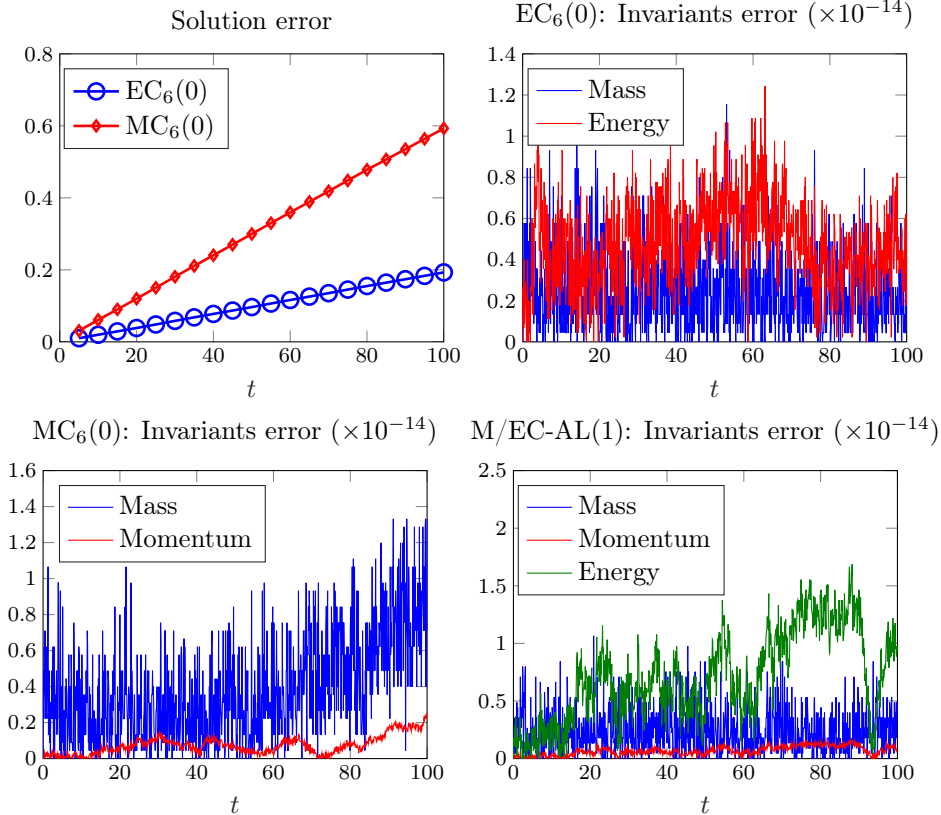 Solution error
0.8
0.6
0.4
0.2
0
EC₆(0)
MC₆(0)
0 20 40 60 80 100
t
EC₆(0): Invariants error (×10⁻¹⁴)
1.4
1.2
1
0.8
0.6
0.4
0.2
0
Mass
Energy
0 20 40 60 80 100
t
MC₆(0): Invariants error (×10⁻¹⁴)
1.6
1.4
1.2
1
0.8
0.6
0.4
0.2
0
Mass
Momentum
0 20 40 60 80 100
t
M/EC-AL(1): Invariants error (×10⁻¹⁴)
2.5
2
1.5
1
0.5
0
Mass
Momentum
Energy
0 20 40 60 80 100
t